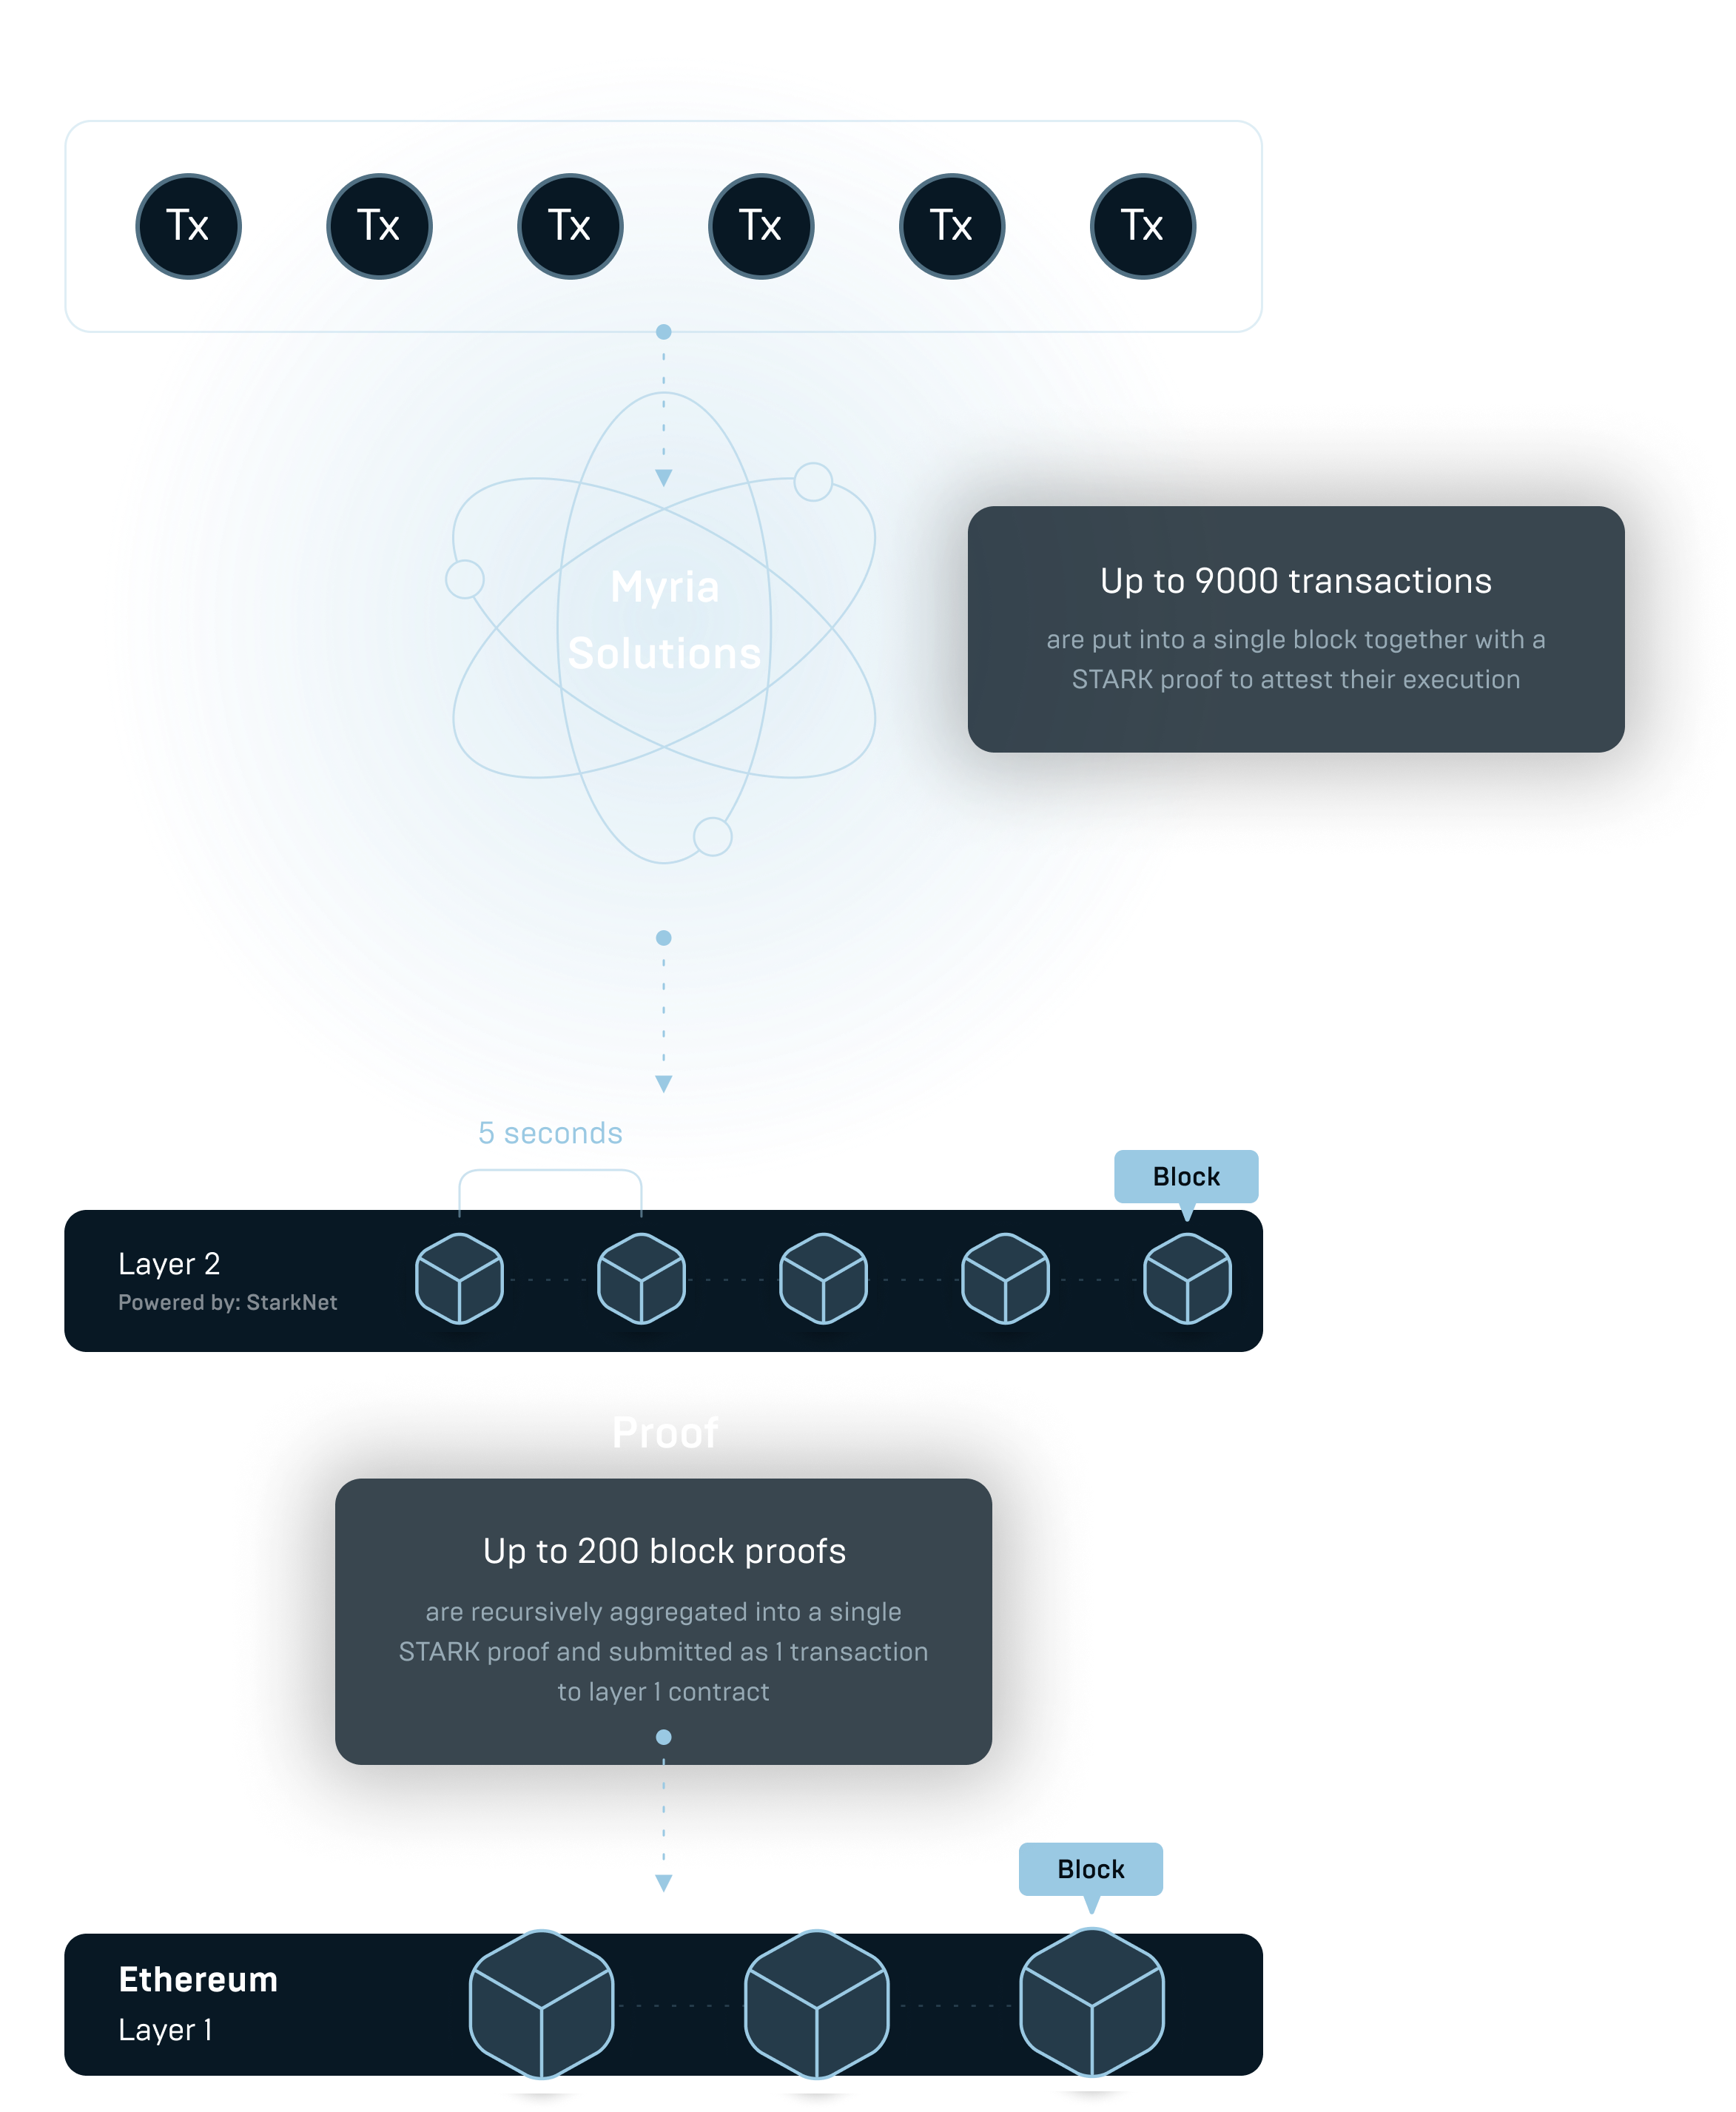 Tx Tx Tx Tx Tx Tx
Myria
Solutions
Up to 9000 transactions
are put into a single block together with a
STARK proof to attest their execution
5 seconds
Block
Layer 2
Powered by: StarkNet
Proof
Up to 200 block proofs
are recursively aggregated into a single
STARK proof and submitted as 1 transaction
to layer 1 contract
Block
Ethereum
Layer 1